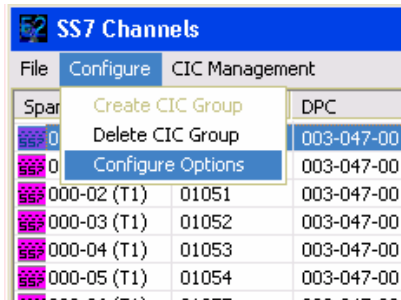 SS7 Channels
File Configure CIC Management
Create CIC Group
Delete CIC Group
Configure Options
DPC
003-047-00
003-047-00
000-02 (T1) 01051 003-047-00
000-03 (T1) 01052 003-047-00
000-04 (T1) 01053 003-047-00
000-05 (T1) 01054 003-047-00